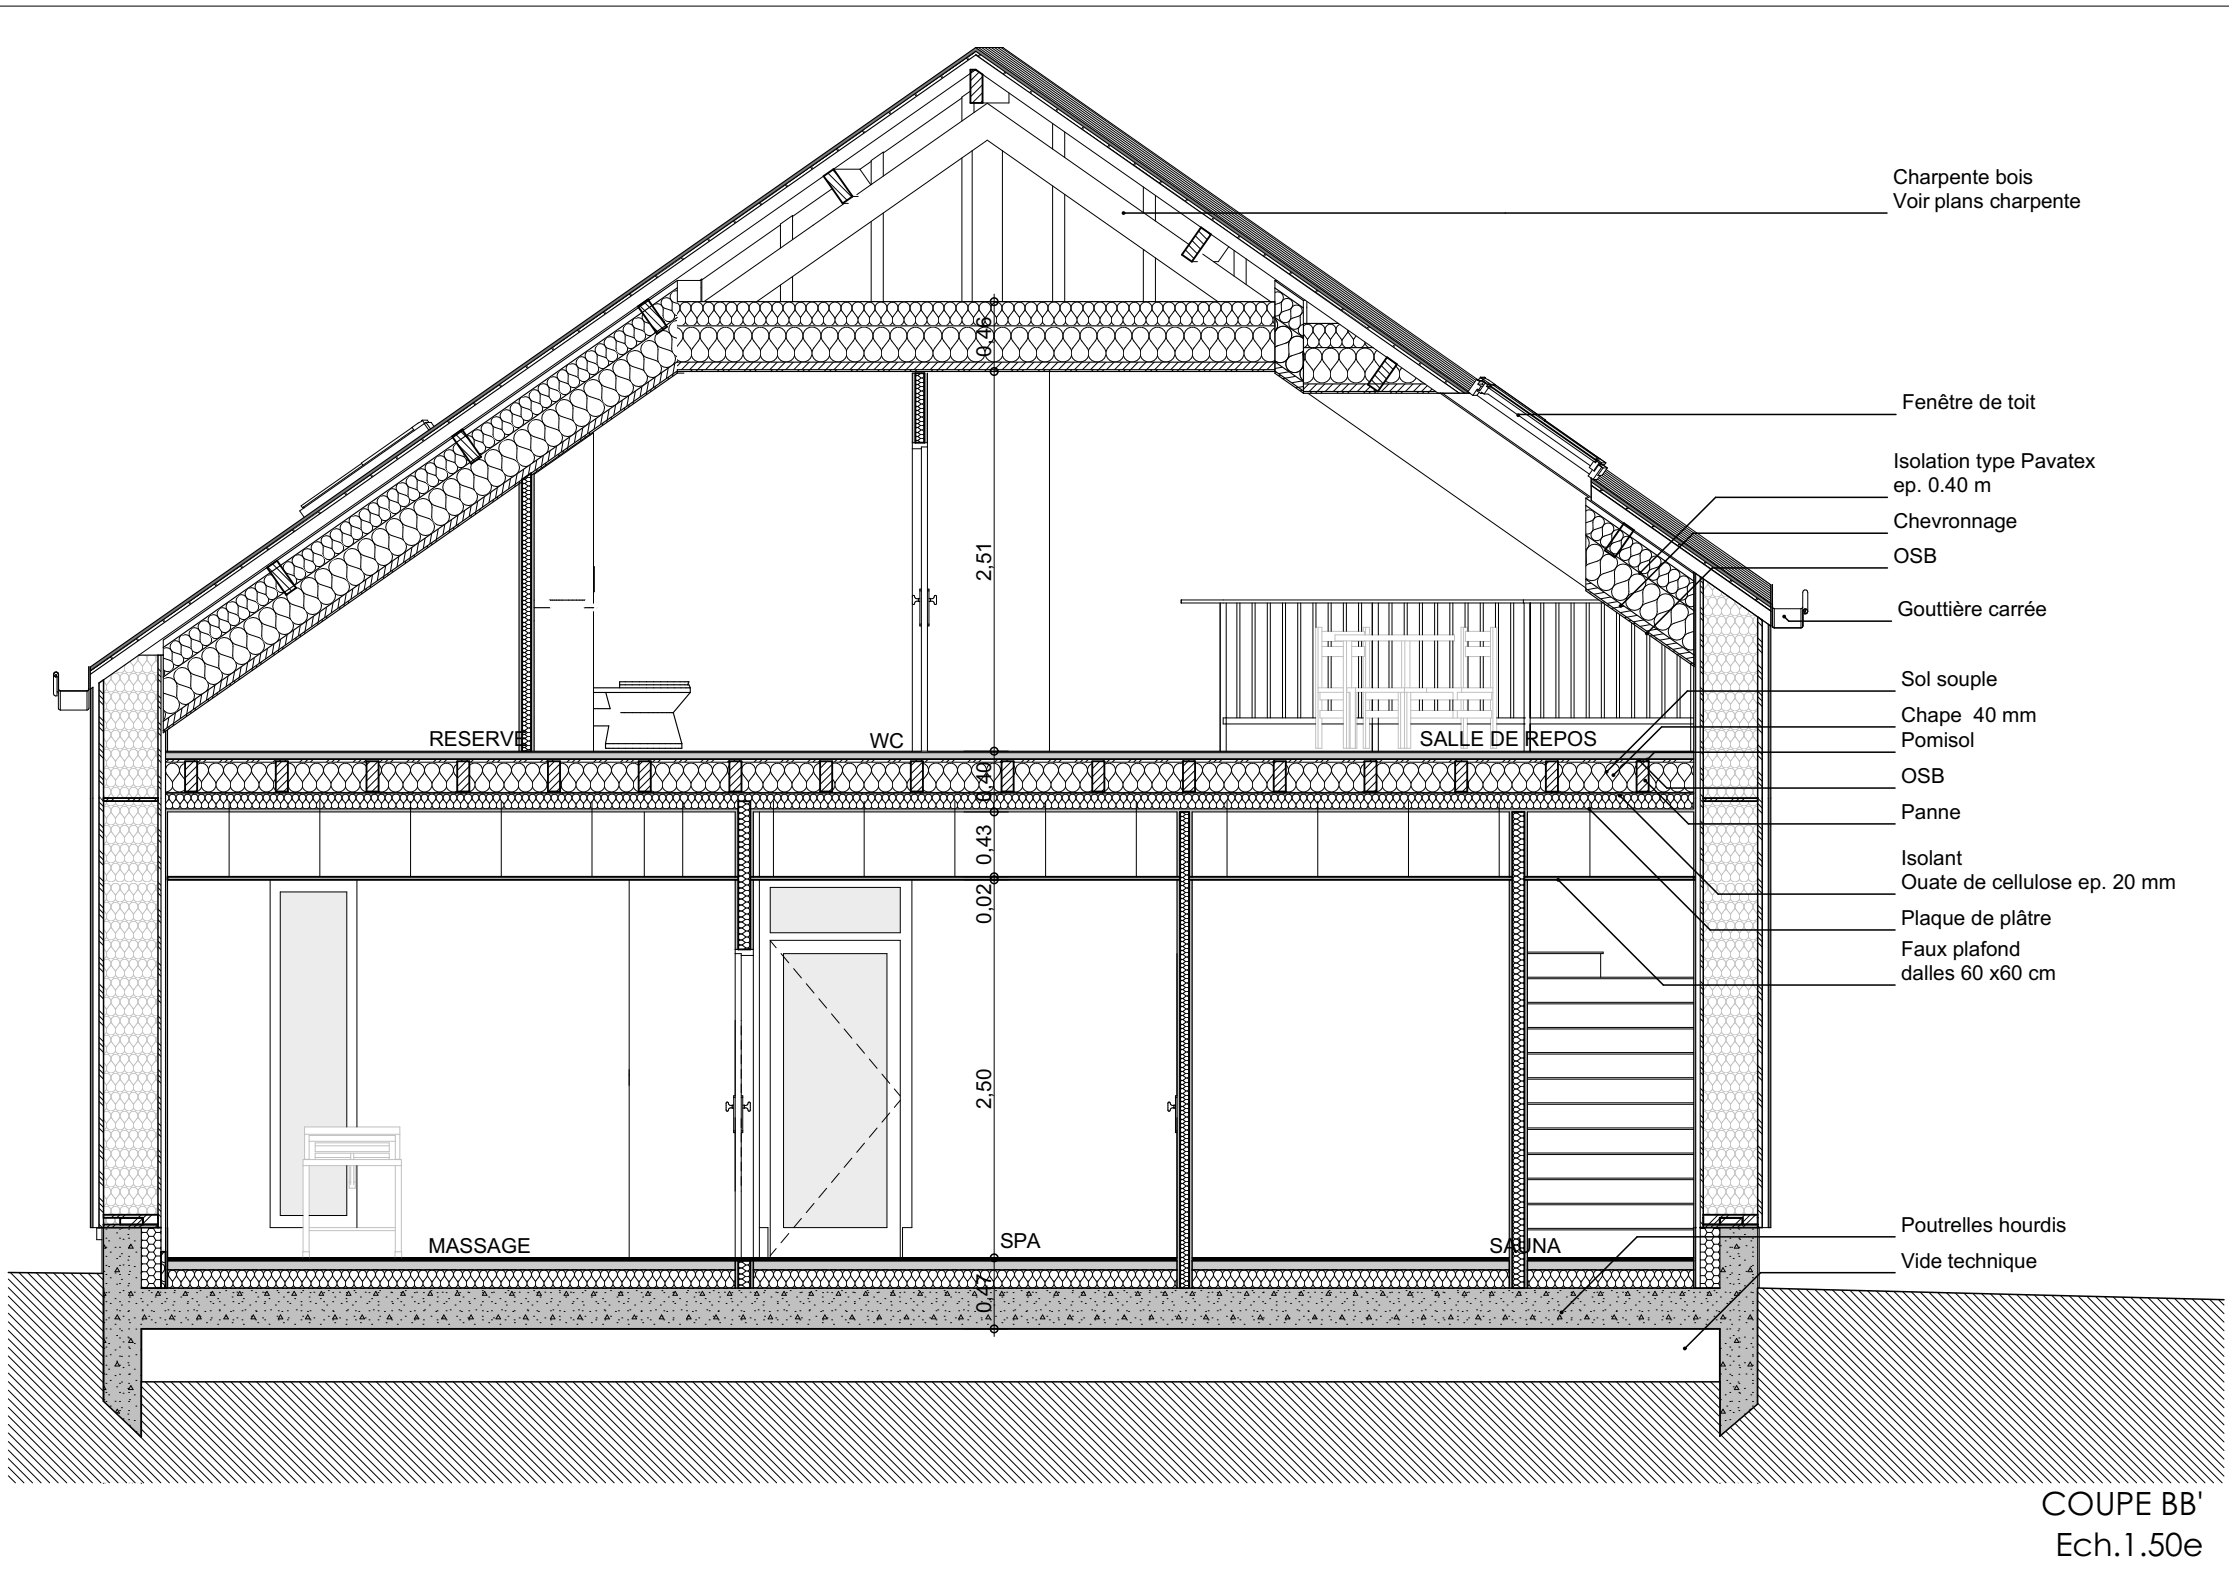 Charpente bois
Voir plans charpente
Fenêtre de toit
Isolation type Pavatex
ep. 0.40 m
Chevronnage
OSB
Gouttière carrée
Sol souple
Chape 40 mm
Pomisol
OSB
Panne
Isolant
Ouate de cellulose ep. 20 mm
Plaque de plâtre
Faux plafond
dalles 60 x60 cm
Poutrelles hourdis
Vide technique
0,46
2,51
RESERVE
WC
SALLE DE REPOS
0,40
0,43
0,02
2,50
MASSAGE
SPA
SAUNA
0,47
COUPE BB'
Ech.1.50e